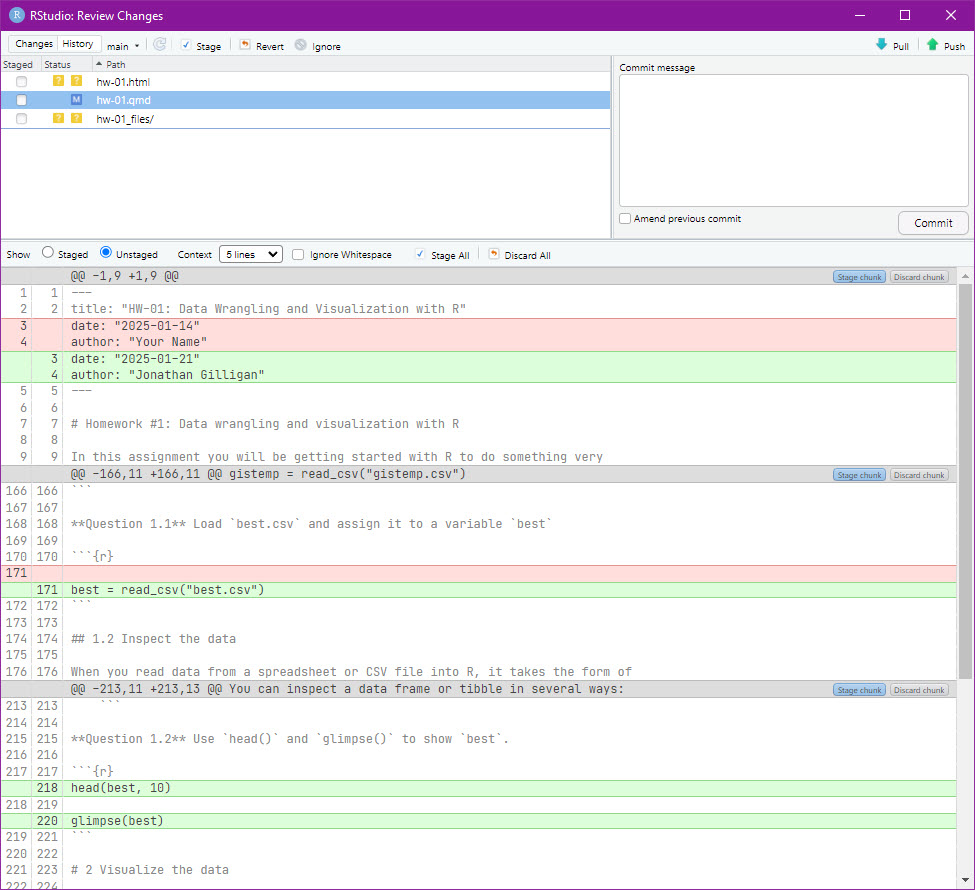 R RStudio: Review Changes
Changes History main Stage Revert Ignore Pull Push
Staged Status Path
? ? hw-01.html
M hw-01.qmd
? ? hw-01_files/
Commit message
Amend previous commit
Commit
Show Staged Unstaged Context 5 lines Ignore Whitespace Stage All Discard All
@@ -1,9 +1,9 @@ Stage chunk Discard chunk
1 1 ---
2 2 title: "HW-01: Data Wrangling and Visualization with R"
3 date: "2025-01-14"
4 author: "Your Name"
3 date: "2025-01-21"
4 author: "Jonathan Gilligan"
5 5 ---
6 6
7 7 # Homework #1: Data wrangling and visualization with R
8 8
9 9 In this assignment you will be getting started with R to do something very
@@ -166,11 +166,11 @@ gistemp = read_csv("gistemp.csv") Stage chunk Discard chunk
166 166 ```
167 167
168 168 **Question 1.1** Load `best.csv` and assign it to a variable `best`
169 169
170 170 ```{r}
171
171 best = read_csv("best.csv")
172 172 ```
173 173
174 174 ## 1.2 Inspect the data
175 175
176 176 When you read data from a spreadsheet or CSV file into R, it takes the form of
@@ -213,11 +213,13 @@ You can inspect a data frame or tibble in several ways: Stage chunk Discard chunk
213 213 ```
214 214
215 215 **Question 1.2** Use `head()` and `glimpse()` to show `best`.
216 216
217 217 ```{r}
218 head(best, 10)
218 219
220 glimpse(best)
219 221 ```
220 222
221 223 # 2 Visualize the data
222 224